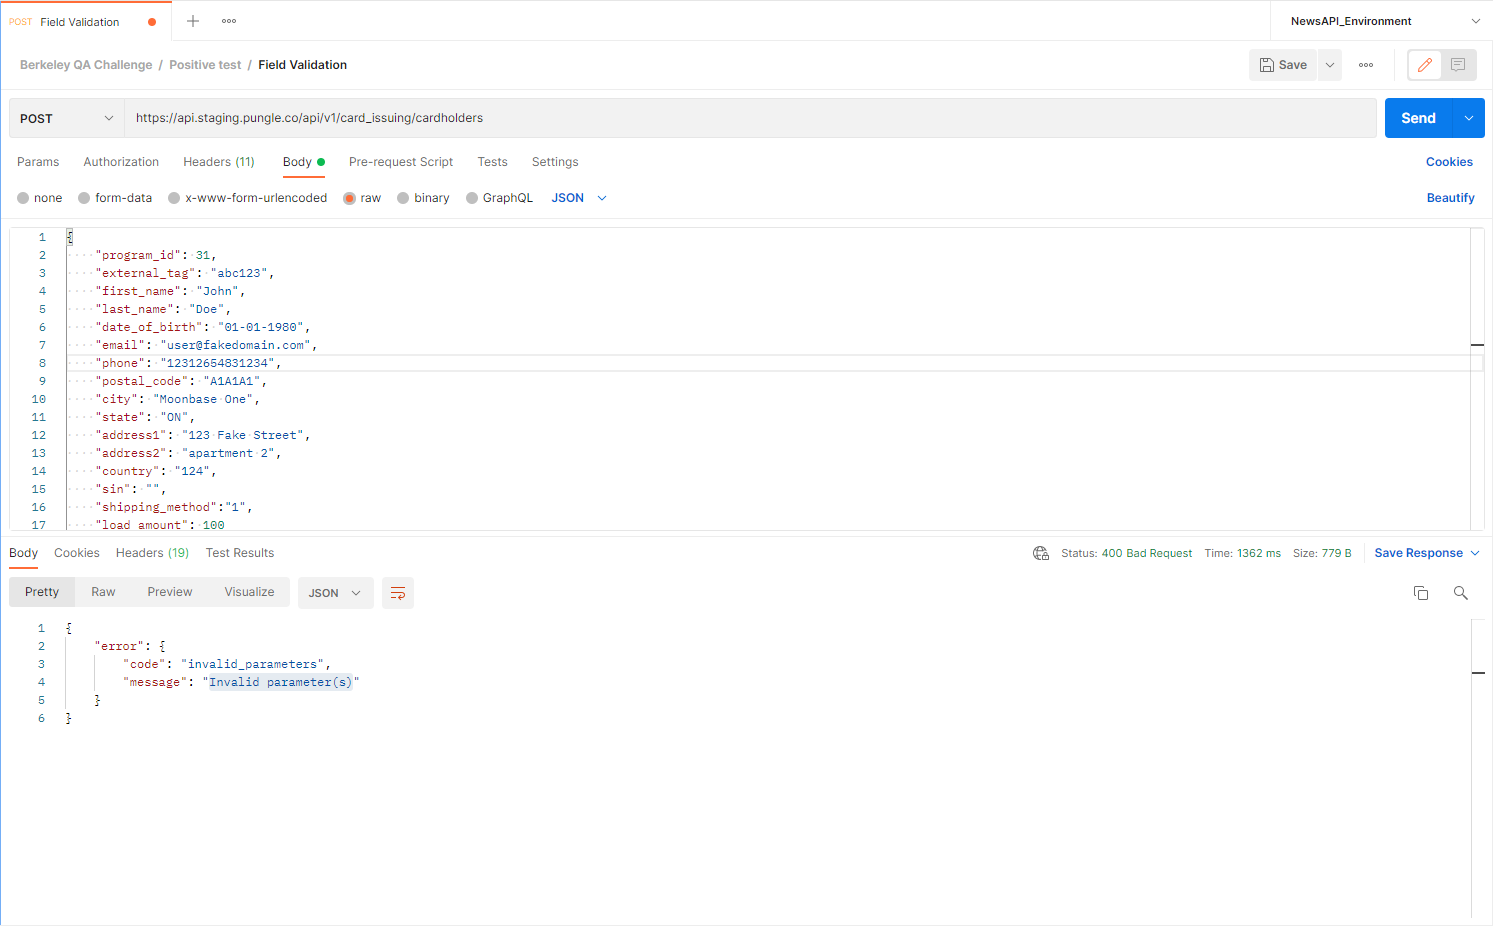 POST Field Validation NewsAPI_Environment
Berkeley QA Challenge / Positive test / Field Validation Save
POST https://api.staging.pungle.co/api/v1/card_issuing/cardholders Send
Params Authorization Headers (11) Body Pre-request Script Tests Settings Cookies
none form-data x-www-form-urlencoded raw binary GraphQL JSON Beautify
1 {
2 "program_id": 31,
3 "external_tag": "abc123",
4 "first_name": "John",
5 "last_name": "Doe",
6 "date_of_birth": "01-01-1980",
7 "email": "user@fakedomain.com",
8 "phone": "12312654831234",
9 "postal_code": "A1A1A1",
10 "city": "Moonbase One",
11 "state": "ON",
12 "address1": "123 Fake Street",
13 "address2": "apartment 2",
14 "country": "124",
15 "sin": "",
16 "shipping_method":"1",
17 "load_amount": 100
Body Cookies Headers (19) Test Results Status: 400 Bad Request Time: 1362 ms Size: 779 B Save Response
Pretty Raw Preview Visualize JSON
1 {
2 "error": {
3 "code": "invalid_parameters",
4 "message": "Invalid parameter(s)"
5 }
6 }